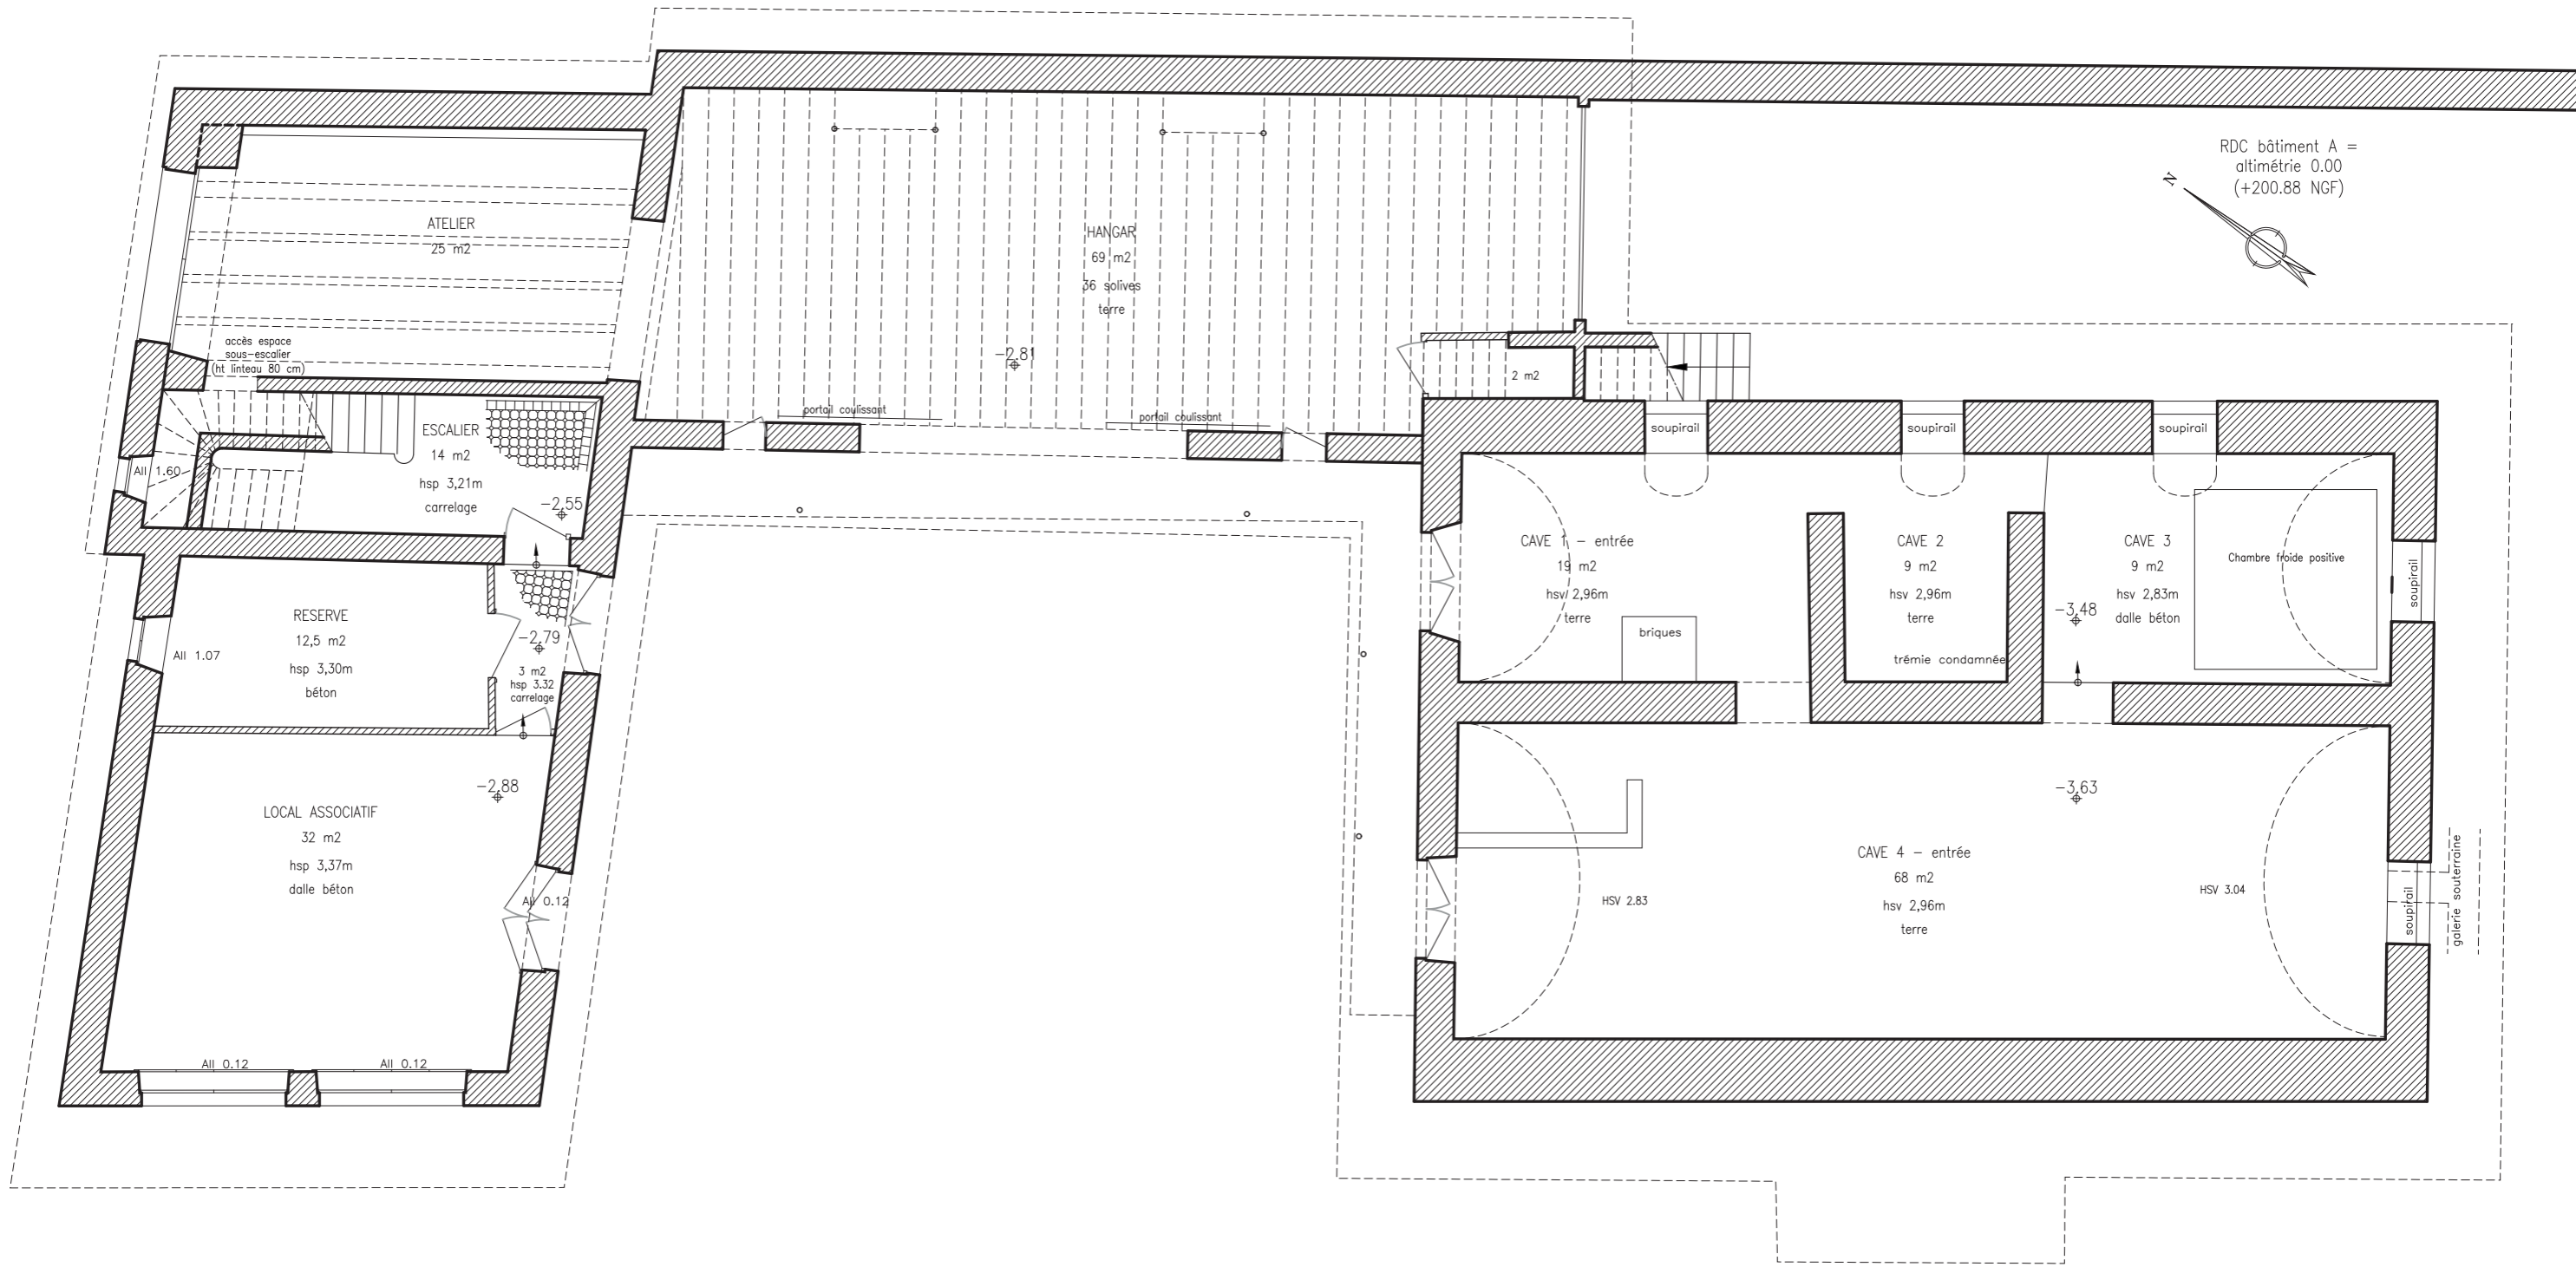 RDC bâtiment A =
altimétrie 0.00
(+200.88 NGF)
N
ATELIER
25 m2
HANGAR
69 m2
36 solives
terre
-2.81
accès espace
sous-escalier
(ht linteau 80 cm)
2 m2
portail coulissant
portail coulissant
ESCALIER
14 m2
hsp 3,21m
carrelage
-2,55
All 1.60
soupirail
soupirail
soupirail
CAVE 1 - entrée
19 m2
hsv 2,96m
terre
briques
CAVE 2
9 m2
hsv 2,96m
terre
trémie condamnée
CAVE 3
9 m2
hsv 2,83m
dalle béton
-3,48
Chambre froide positive
soupirail
RESERVE
12,5 m2
hsp 3,30m
béton
All 1.07
-2,79
3 m2
hsp 3.32
carrelage
-2,88
LOCAL ASSOCIATIF
32 m2
hsp 3,37m
dalle béton
All 0.12
All 0.12
All 0.12
-3,63
CAVE 4 - entrée
68 m2
hsv 2,96m
terre
HSV 2.83
HSV 3.04
soupirail
galerie souterraine